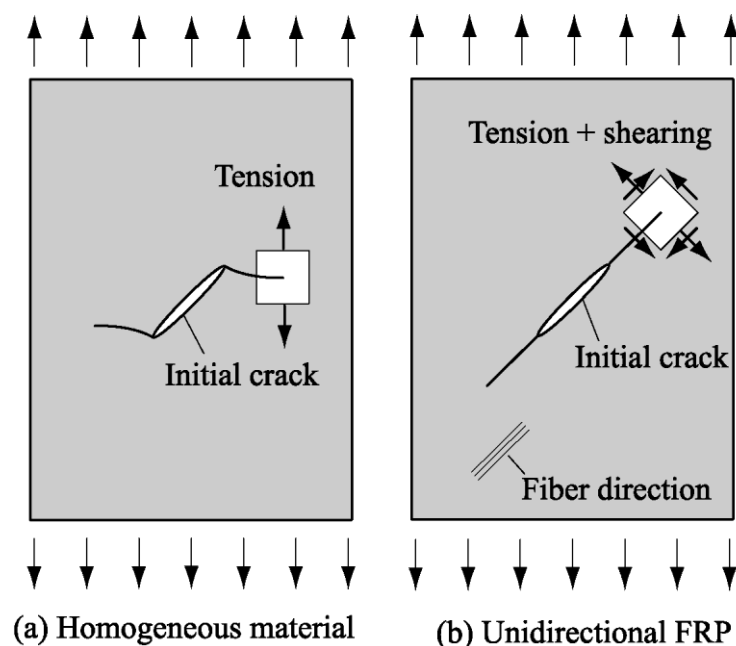 Tension
Initial crack
(a) Homogeneous material
Tension + shearing
Initial crack
Fiber direction
(b) Unidirectional FRP